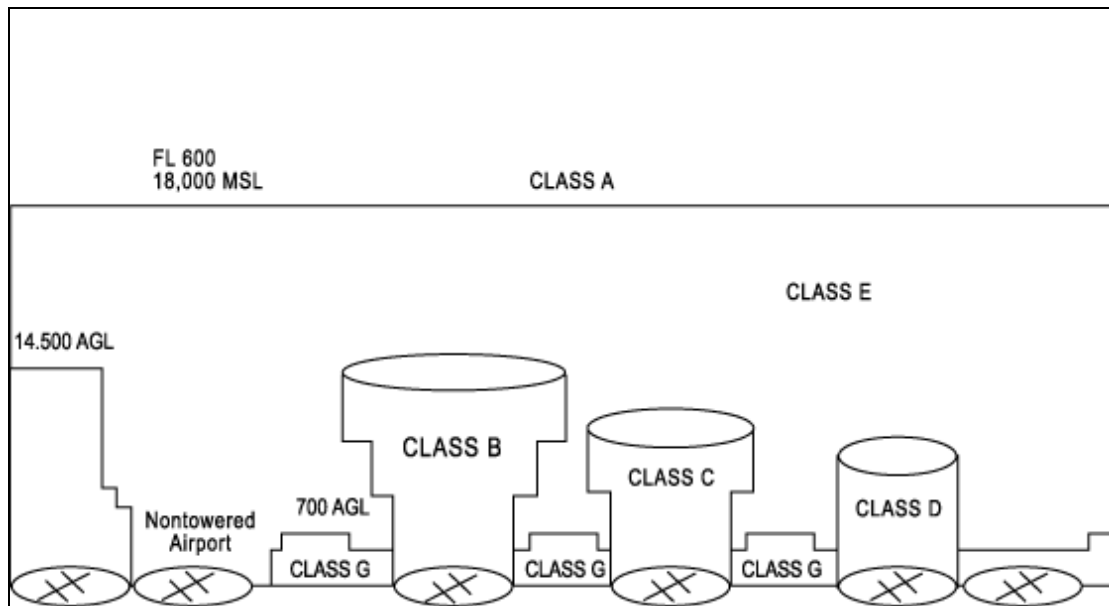 FL 600
18,000 MSL
CLASS A
CLASS E
14.500 AGL
CLASS B
CLASS C
700 AGL
CLASS D
Nontowered
Airport
CLASS G
CLASS G
CLASS G